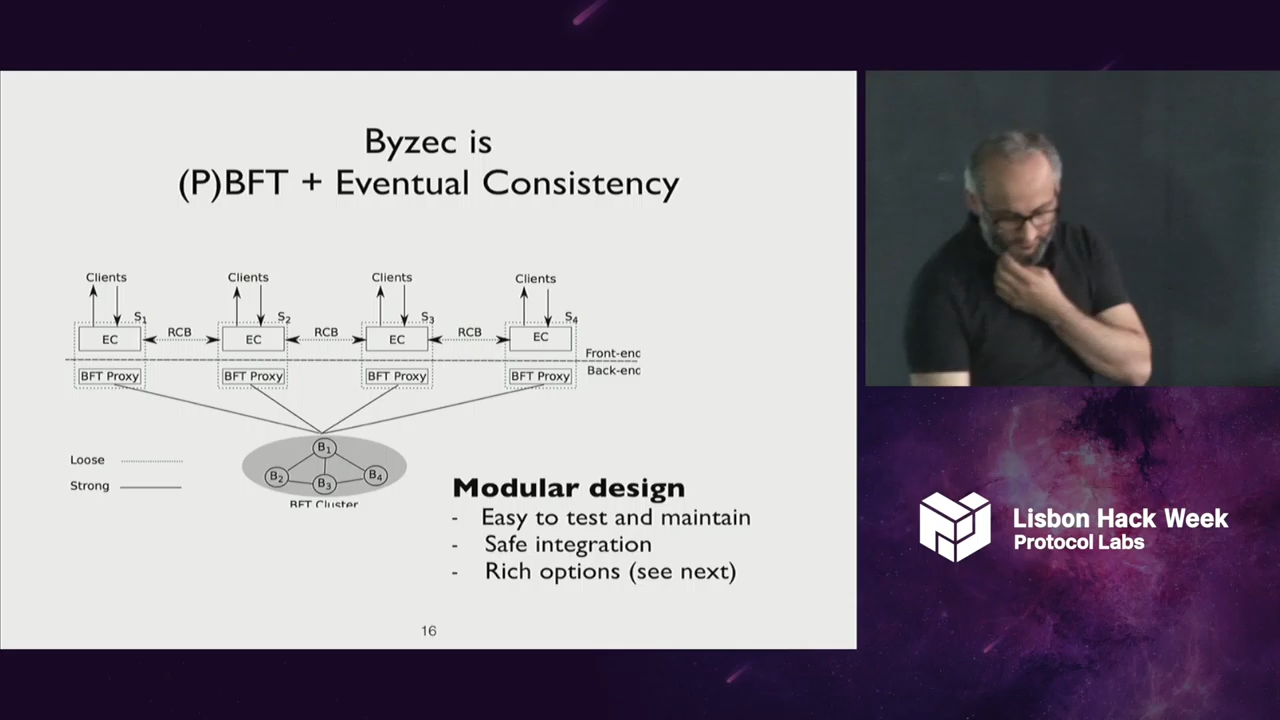 Byzec is
(P)BFT + Eventual Consistency
Clients
Clients
Clients
Clients
S1
S2
S3
S4
EC
RCB
EC
RCB
EC
RCB
EC
Front-end
Back-end
BFT Proxy
BFT Proxy
BFT Proxy
BFT Proxy
B1
B2
B3
B4
BFT Cluster
Loose
Strong
Modular design
- Easy to test and maintain
- Safe integration
- Rich options (see next)
16
Lisbon Hack Week
Protocol Labs